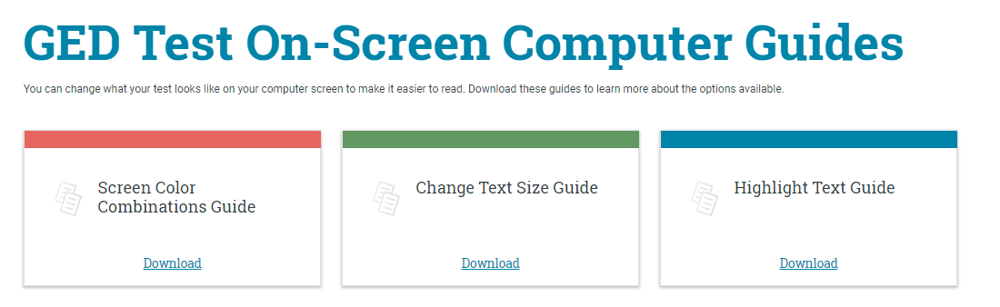 GED Test On-Screen Computer Guides
You can change what your test looks like on your computer screen to make it easier to read. Download these guides to learn more about the options available.
Screen Color
Combinations Guide
Download
Change Text Size Guide
Download
Highlight Text Guide
Download